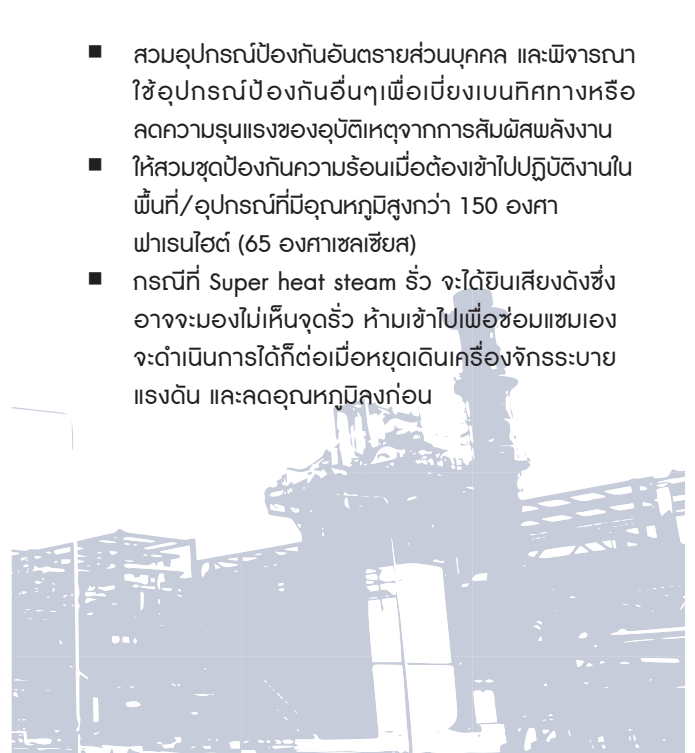 ■ สวมอุปกรณ์ป้องกันอันตรายส่วนบุคคล และพิจารณา
ใช้อุปกรณ์ป้องกันอื่นๆเพื่อเบี่ยงเบนทิศทางหรือ
ลดความรุนแรงของอุบัติเหตุจากการสัมผัสพลังงาน
■ ให้สวมชุดป้องกันความร้อนเมื่อต้องเข้าไปปฏิบัติงานใน
พื้นที่/อุปกรณ์ที่มีอุณหภูมิสูงกว่า 150 องศา
ฟาเรนไฮต์ (65 องศาเซลเซียส)
■ กรณีที่ Super heat steam รั่ว จะได้ยินเสียงดังซึ่ง
อาจจะมองไม่เห็นจุดรั่ว ห้ามเข้าไปเพื่อซ่อมแซมเอง
จะดำเนินการได้ก็ต่อเมื่อหยุดเดินเครื่องจักรระบาย
แรงดัน และลดอุณหภูมิลงก่อน